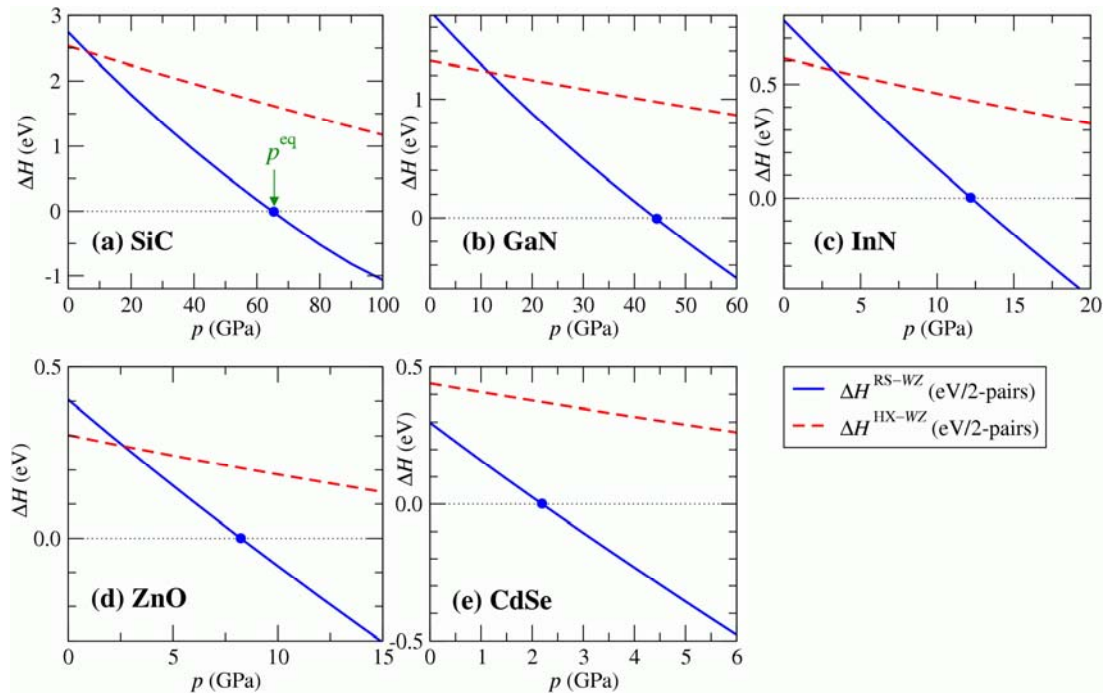 3
2
1
0
-1
ΔH (eV)
p^eq
(a) SiC
0 20 40 60 80 100
p (GPa)
1
0
ΔH (eV)
(b) GaN
0 10 20 30 40 50 60
p (GPa)
0.5
0.0
ΔH (eV)
(c) InN
0 5 10 15 20
p (GPa)
0.5
0.0
ΔH (eV)
(d) ZnO
0 5 10 15
p (GPa)
0.5
0.0
-0.5
ΔH (eV)
(e) CdSe
0 1 2 3 4 5 6
p (GPa)
ΔH^RS-WZ (eV/2-pairs)
ΔH^HX-WZ (eV/2-pairs)